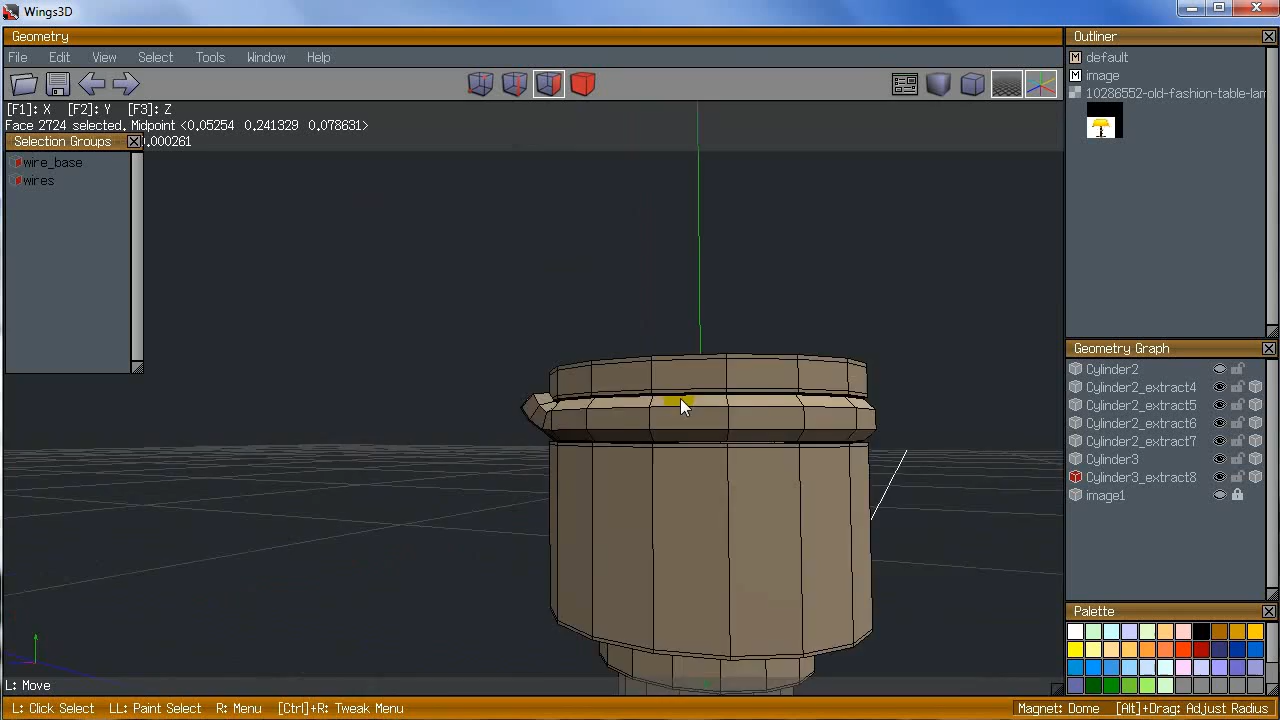 Wings3D
Geometry
File Edit View Select Tools Window Help
[F1]: X [F2]: Y [F3]: Z
Face 2724 selected. Midpoint <0.05254 0.241329 0.078631>
Selection Groups
0.000261
wire_base
wires
Outliner
default
image
10286552-old-fashion-table-lam
Geometry Graph
Cylinder2
Cylinder2_extract4
Cylinder2_extract5
Cylinder2_extract6
Cylinder2_extract7
Cylinder3
Cylinder3_extract8
image1
Palette
L: Move
L: Click Select LL: Paint Select R: Menu [Ctrl]+R: Tweak Menu
Magnet: Dome [Alt]+Drag: Adjust Radius